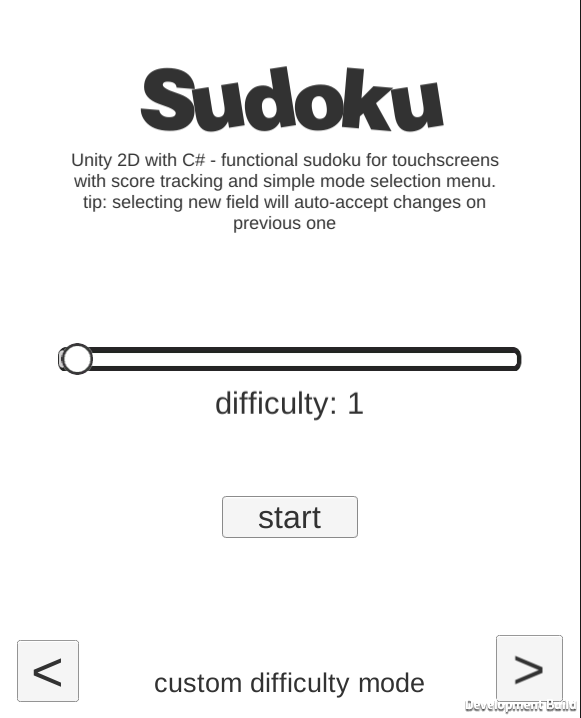 Sudoku
Unity 2D with C# - functional sudoku for touchscreens
with score tracking and simple mode selection menu.
tip: selecting new field will auto-accept changes on
previous one
difficulty: 1
start
<
custom difficulty mode
>
Development Build